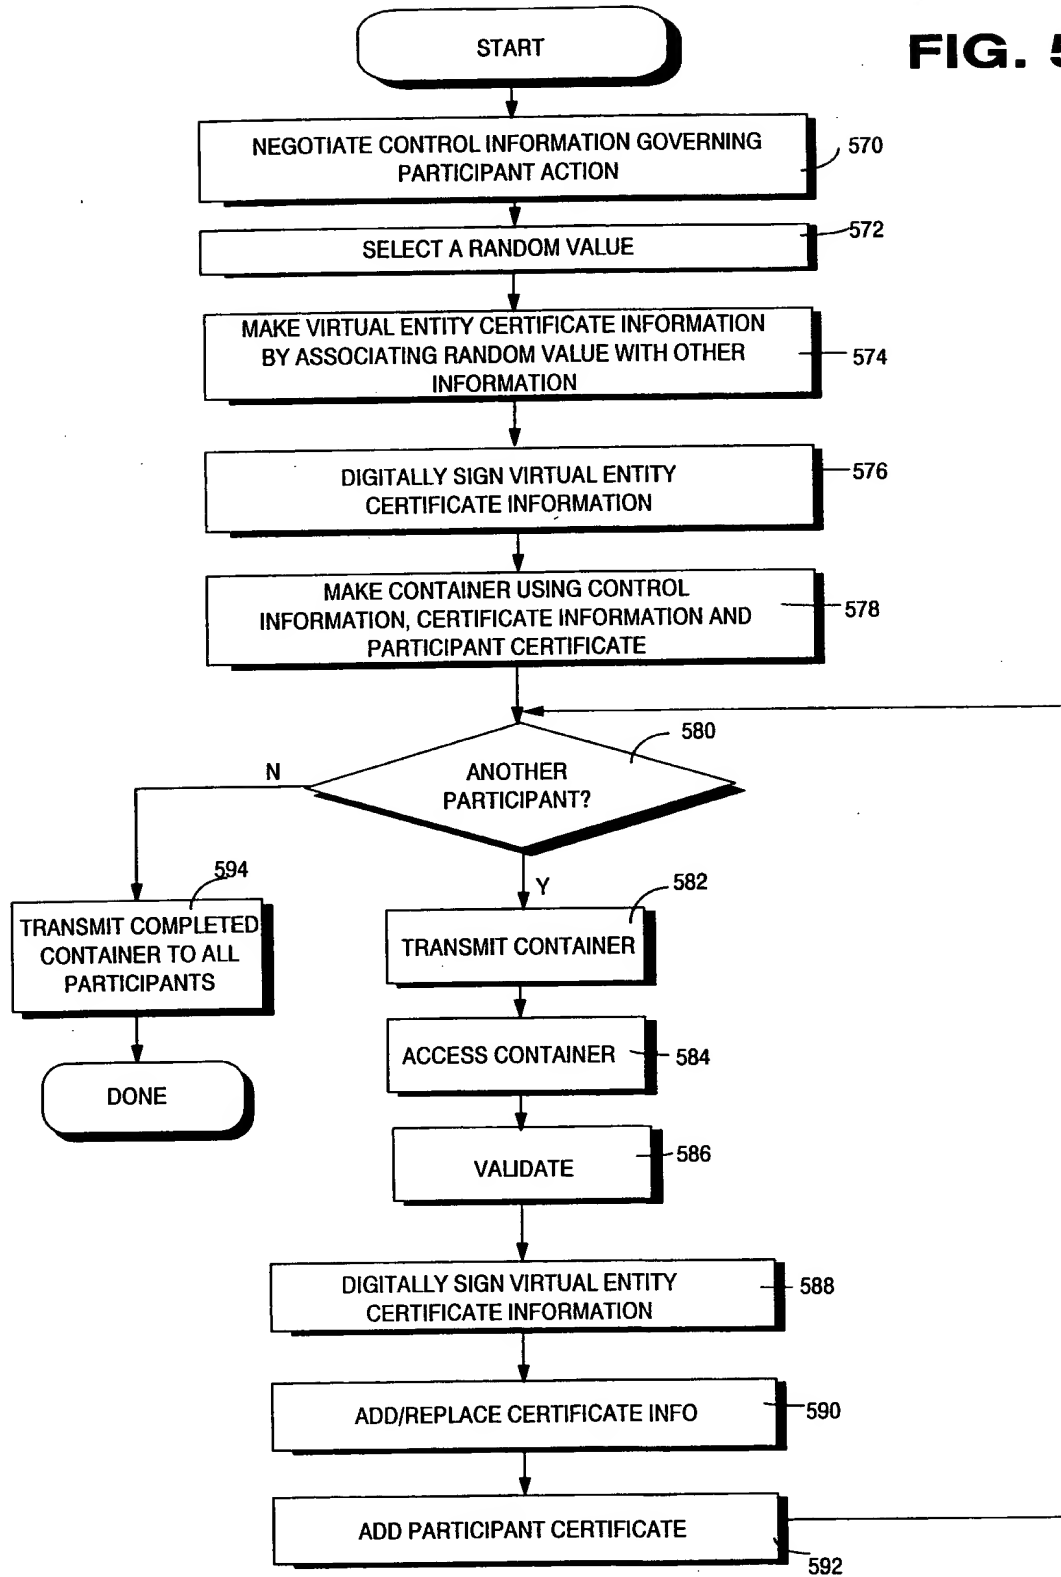 START
FIG. 5
NEGOTIATE CONTROL INFORMATION GOVERNING
PARTICIPANT ACTION
570
SELECT A RANDOM VALUE
572
MAKE VIRTUAL ENTITY CERTIFICATE INFORMATION
BY ASSOCIATING RANDOM VALUE WITH OTHER
INFORMATION
574
DIGITALLY SIGN VIRTUAL ENTITY
CERTIFICATE INFORMATION
576
MAKE CONTAINER USING CONTROL
INFORMATION, CERTIFICATE INFORMATION AND
PARTICIPANT CERTIFICATE
578
580
ANOTHER
PARTICIPANT?
N
Y
594
TRANSMIT COMPLETED
CONTAINER TO ALL
PARTICIPANTS
DONE
582
TRANSMIT CONTAINER
ACCESS CONTAINER
584
VALIDATE
586
DIGITALLY SIGN VIRTUAL ENTITY
CERTIFICATE INFORMATION
588
ADD/REPLACE CERTIFICATE INFO
590
ADD PARTICIPANT CERTIFICATE
592